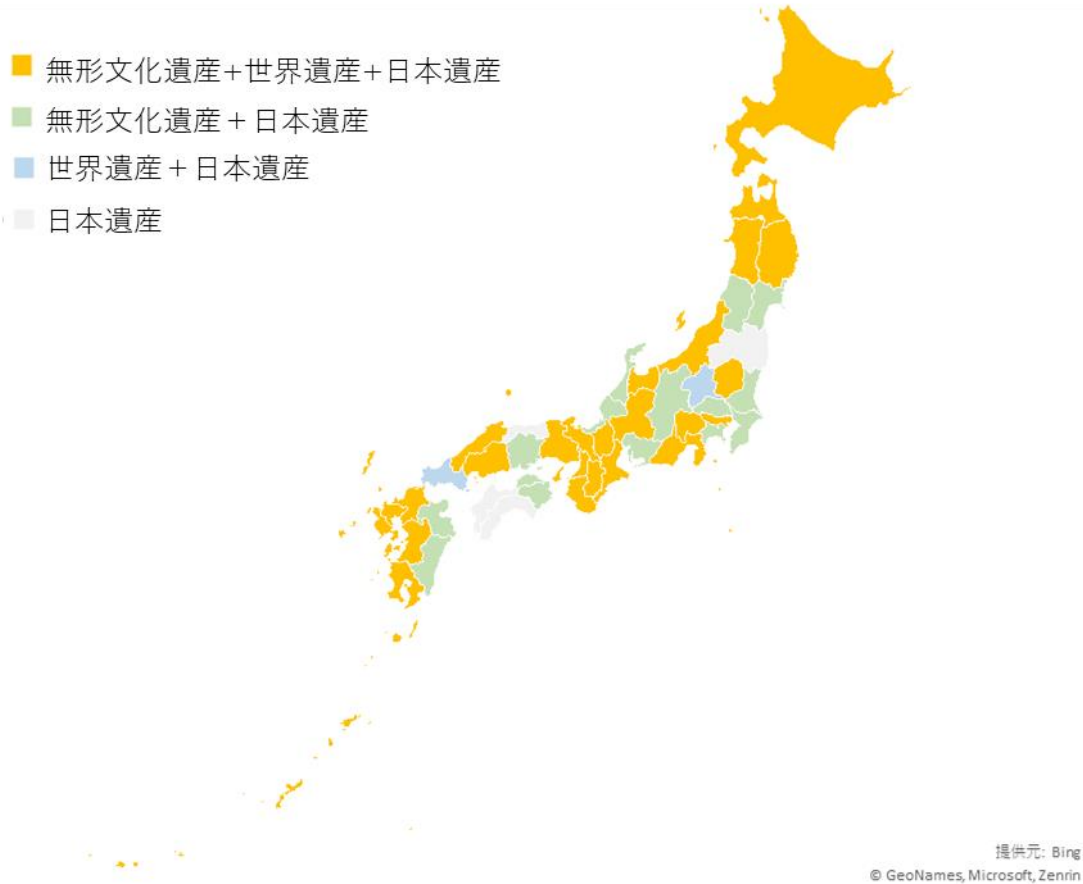 無形文化遺産+世界遺産+日本遺産
無形文化遺産＋日本遺産
世界遺産＋日本遺産
日本遺産
提供元: Bing
© GeoNames, Microsoft, Zenrin